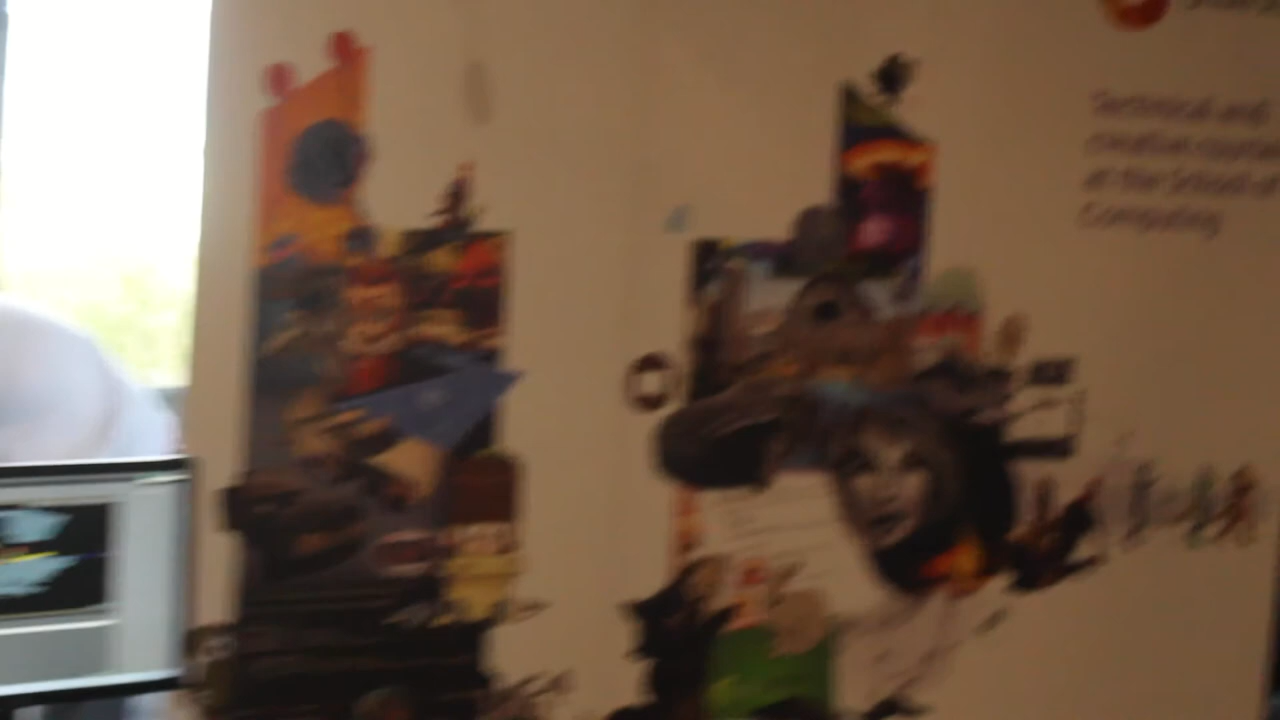 Technical and
creative courses
at the School of
Computing